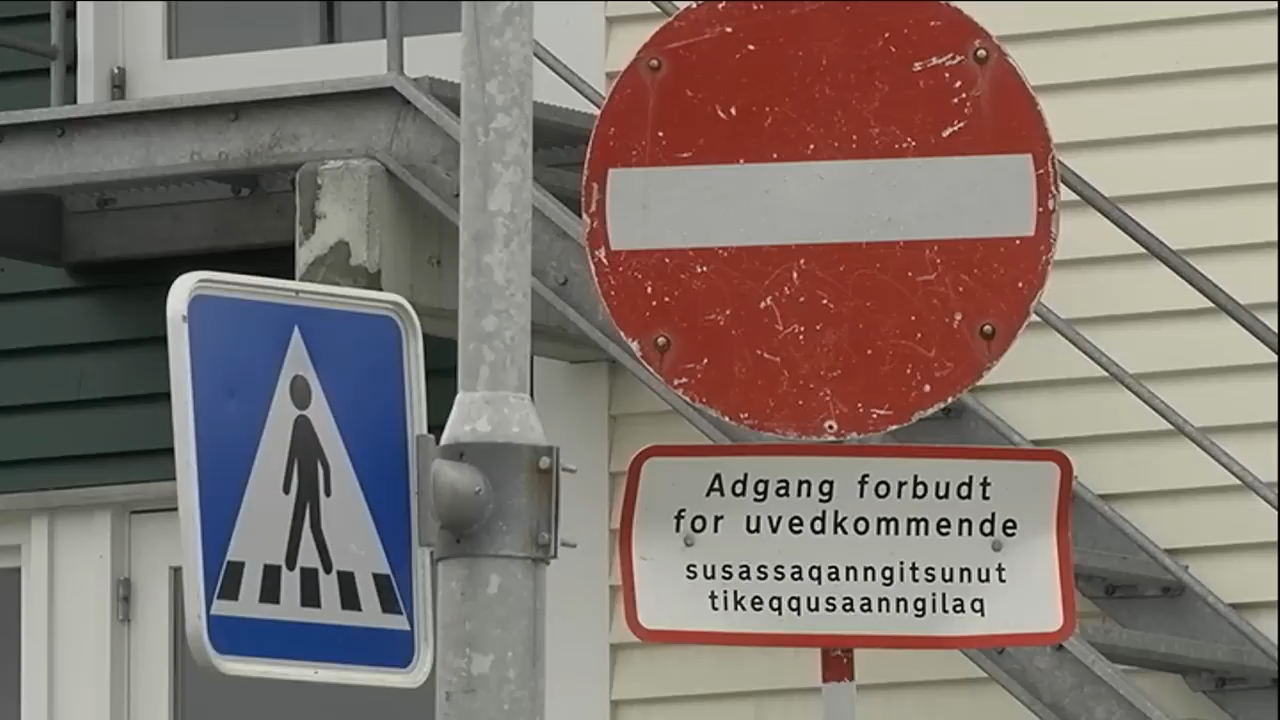 Adgang forbudt
for uvedkommende
susassaqanngitsunut
tikeqqusaanngilaq